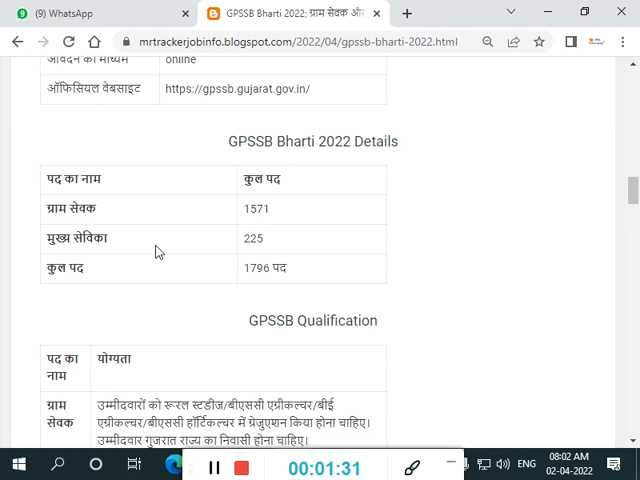 (9) WhatsApp
GPSSB Bharti 2022; ग्राम सेवक औ
mrtrackerjobinfo.blogspot.com/2022/04/gpssb-bharti-2022.html
आवेदन का माध्यम online
ऑफिसियल वेबसाइट https://gpssb.gujarat.gov.in/
GPSSB Bharti 2022 Details
पद का नाम कुल पद
ग्राम सेवक 1571
मुख्य सेविका 225
कुल पद 1796 पद
GPSSB Qualification
पद का योग्यता
नाम
ग्राम उम्मीदवारों को रूरल स्टडीज/बीएससी एग्रीकल्चर/बीई
सेवक एग्रीकल्चर/बीएससी हॉर्टिकल्चर में ग्रेजुएशन किया होना चाहिए।
उम्मीदवार गुजरात राज्य का निवासी होना चाहिए।
00:01:31
ENG
08:02 AM
02-04-2022